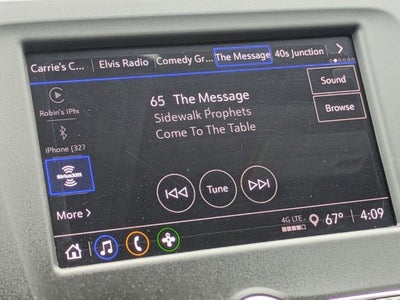 Carrie's C...
Elvis Radio
Comedy Gr...
The Message
40s Junction
65 The Message
Sidewalk Prophets
Come To The Table
Sound
Browse
Robin's iPho
iPhone (327
SiriusXM
Tune
More >
4G LTE
67°
4:09